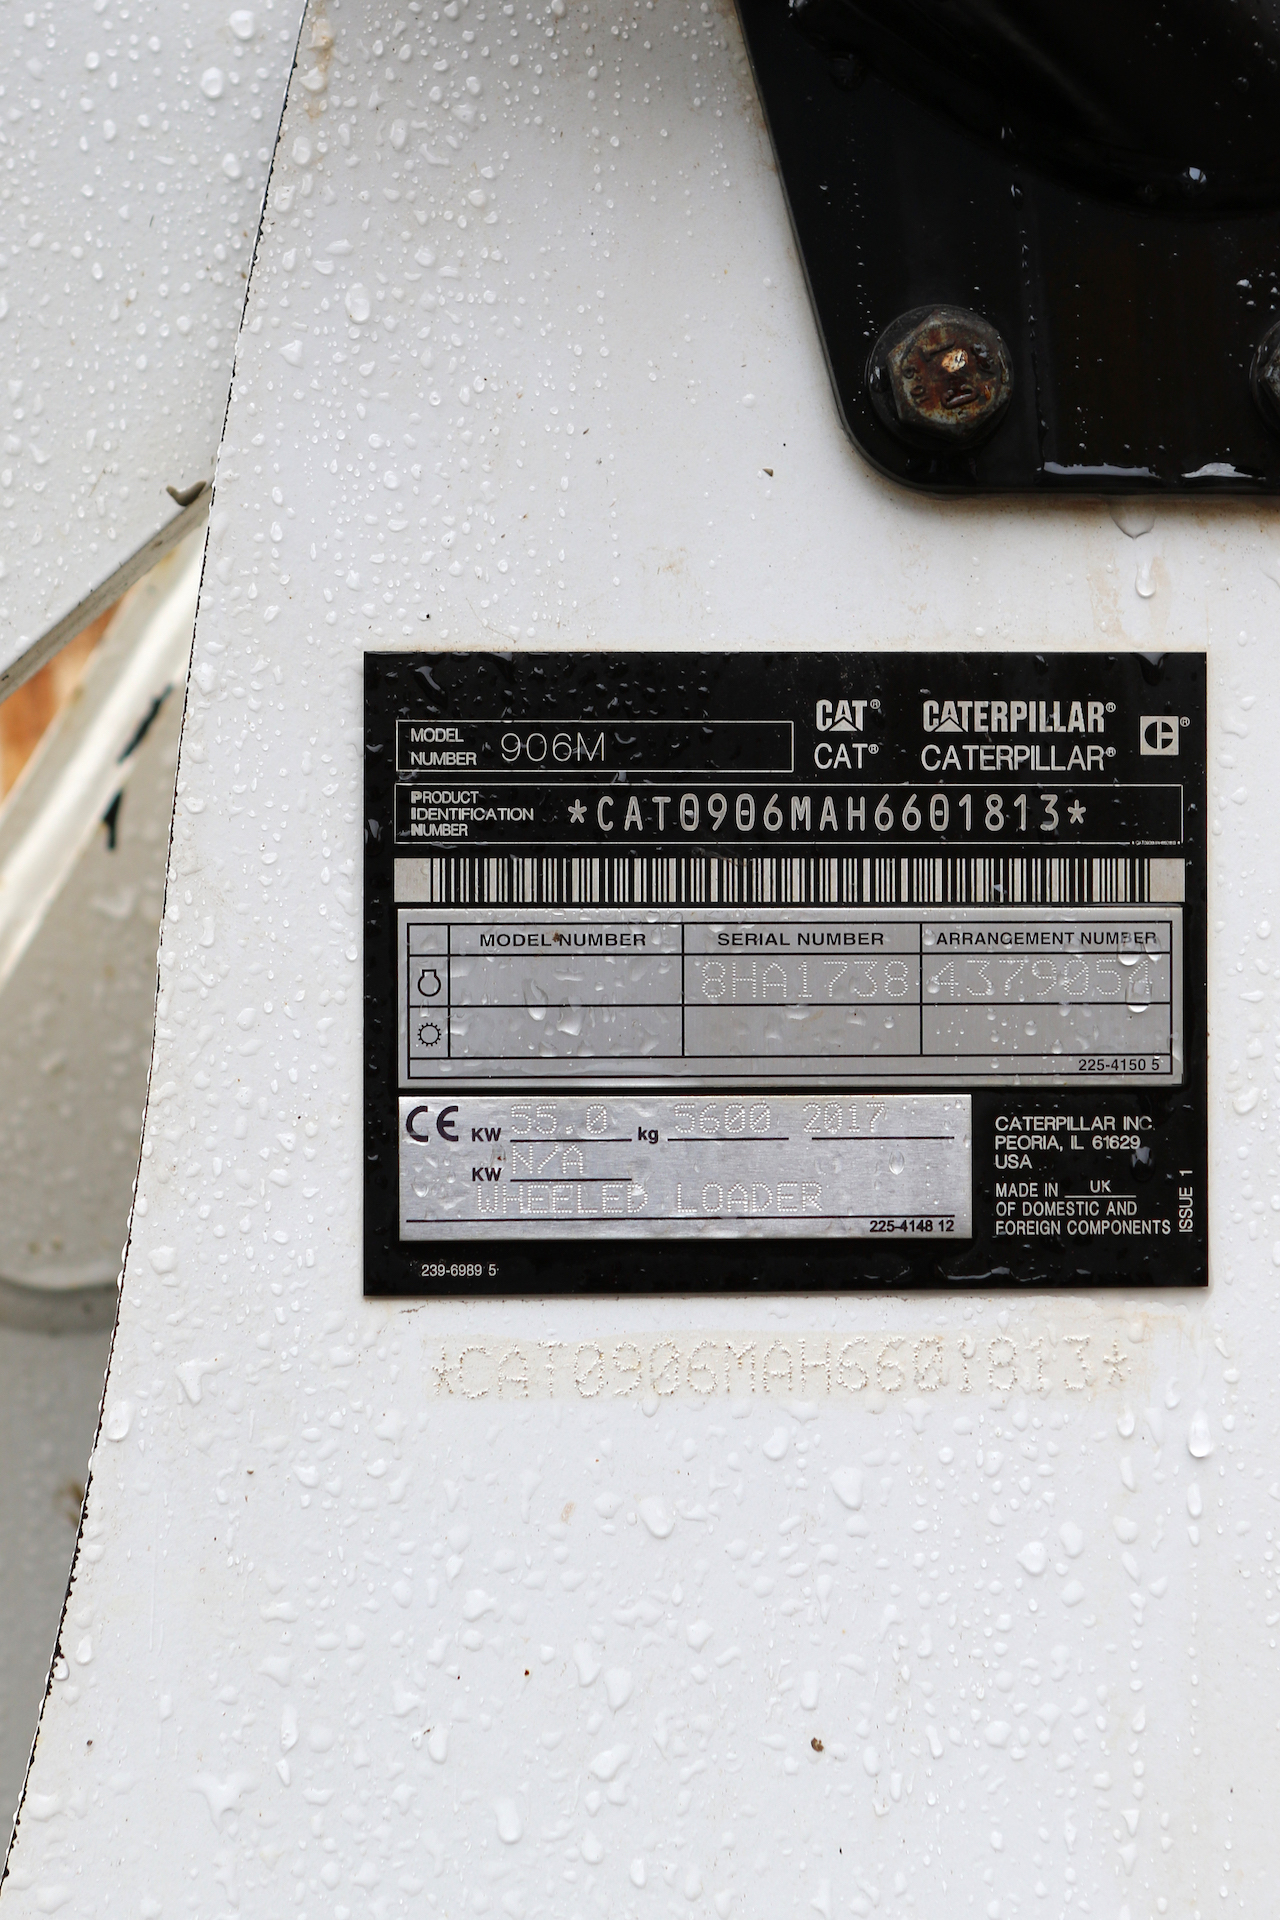 MODEL NUMBER 906M
CAT® CATERPILLAR®
CAT® CATERPILLAR®
PRODUCT IDENTIFICATION NUMBER *CAT0906MAH6601813*
MODEL NUMBER SERIAL NUMBER ARRANGEMENT NUMBER
8HA1738 4379054
225-4150 5
CE KW 55.0 kg 5600 2017
KW N/A
WHEELED LOADER
225-4148 12
CATERPILLAR INC.
PEORIA, IL 61629
USA
MADE IN UK
OF DOMESTIC AND
FOREIGN COMPONENTS
ISSUE 1
239-6989 5
*CAT0906MAH6601813*